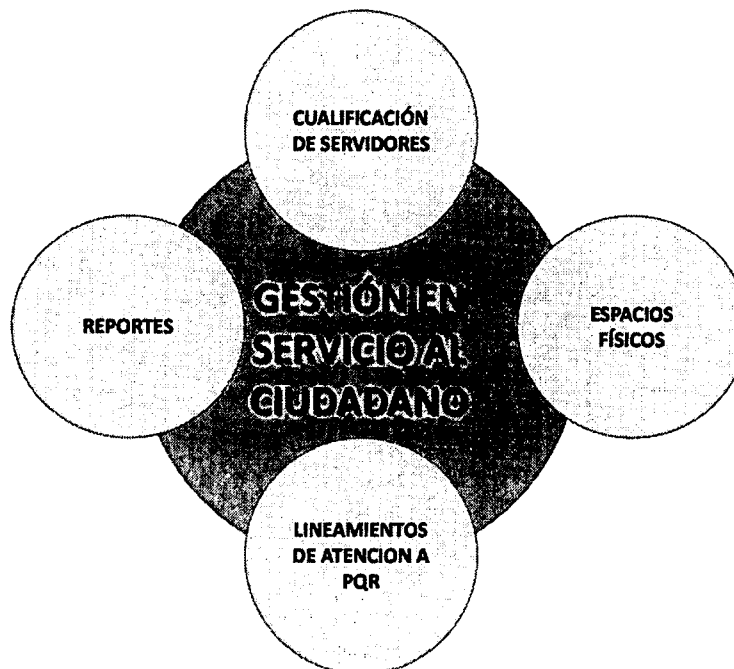 CUALIFICACIÓN
DE SERVIDORES
GESTIÓN EN
SERVICIO AL
CIUDADANO
REPORTES
ESPACIOS
FÍSICOS
LINEAMIENTOS
DE ATENCION A
PQR